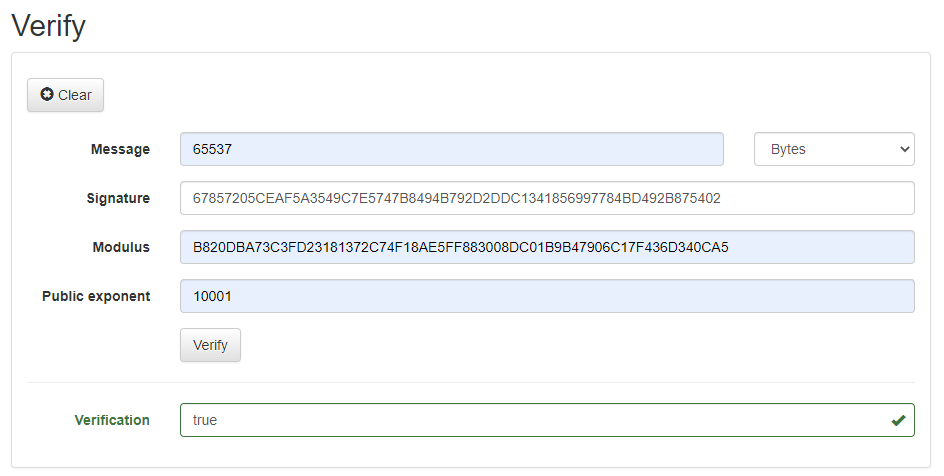 Verify
Clear
Message 65537 Bytes
Signature 67857205CEAF5A3549C7E5747B8494B792D2DDC1341856997784BD492B875402
Modulus B820DBA73C3FD23181372C74F18AE5FF883008DC01B9B47906C17F436D340CA5
Public exponent 10001
Verify
Verification true